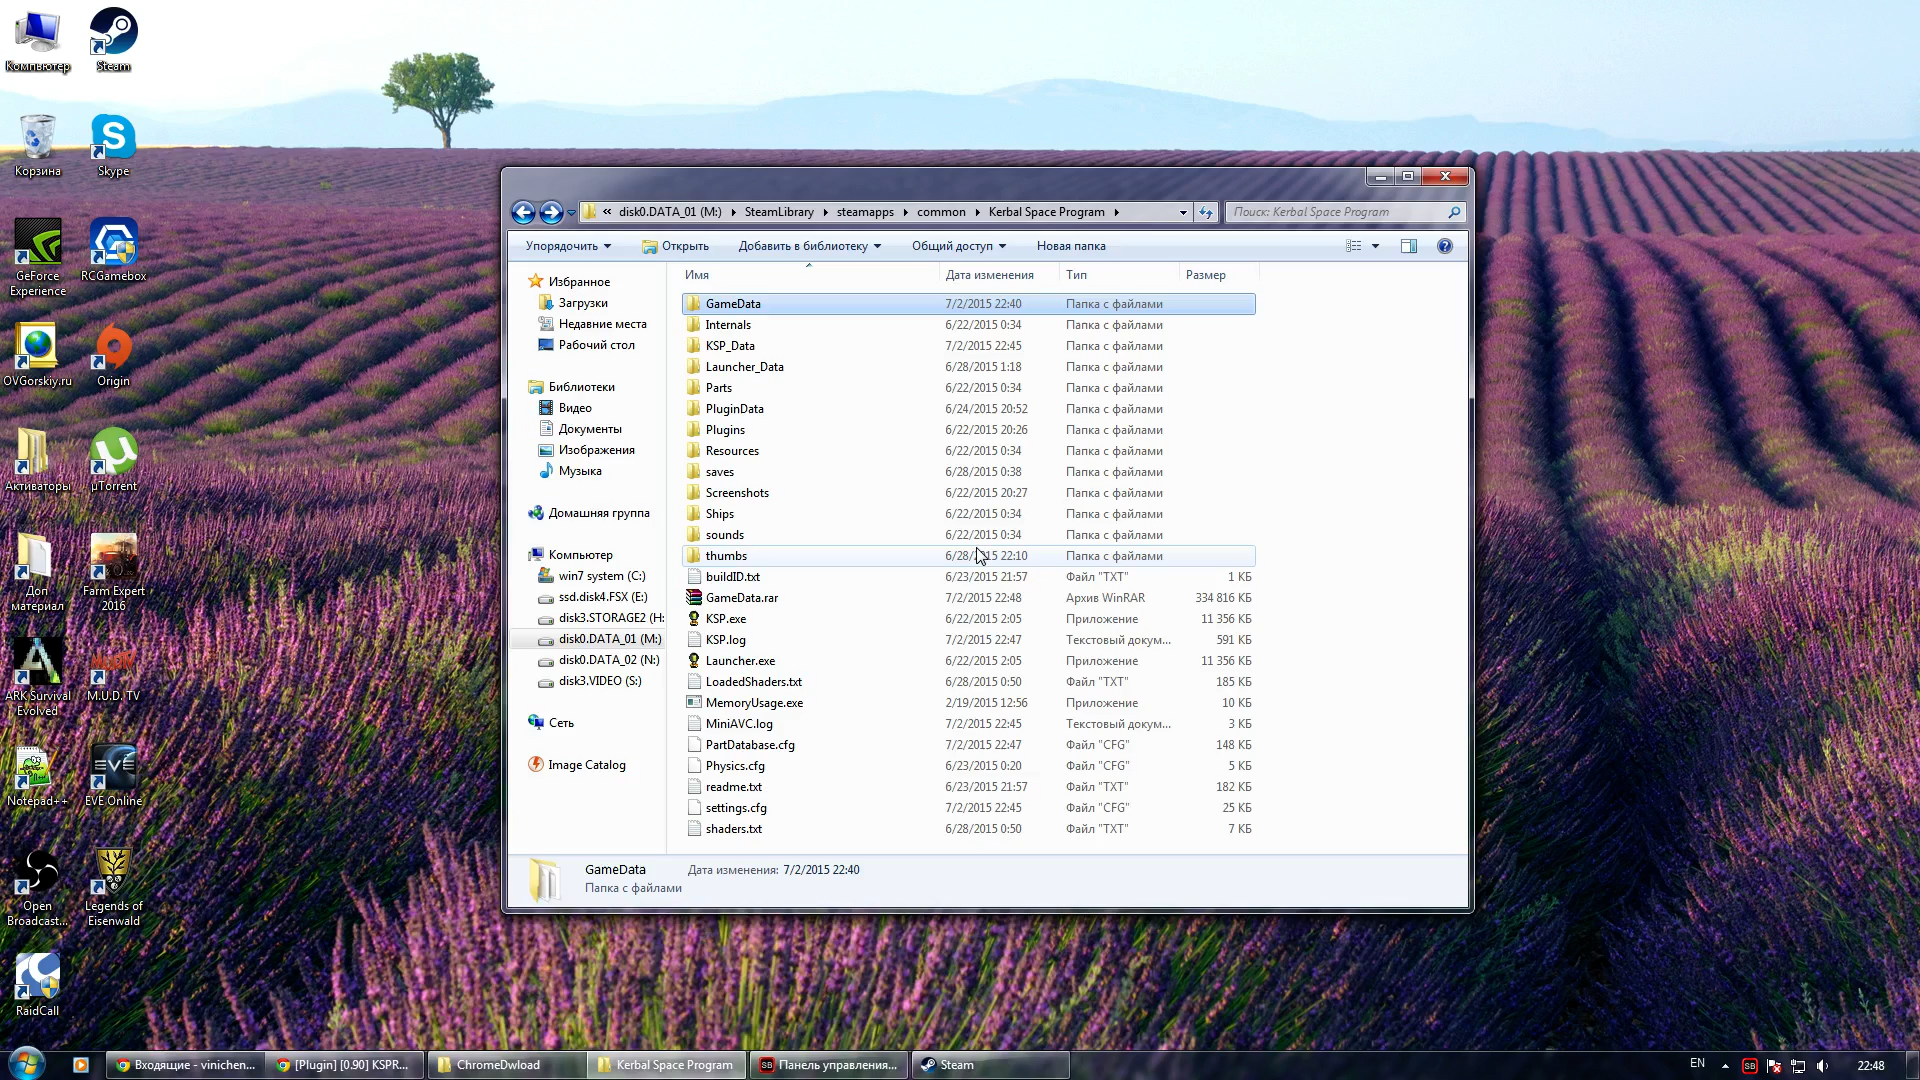 Компьютер
Steam
Корзина
Skype
GeForce
Experience
RCGamebox
OVGorskiy.ru
Origin
Активаторы
µTorrent
Доп
материал
Farm Expert
2016
ARK Survival
Evolved
M.U.D. TV
Notepad++
EVE Online
Open
Broadcast...
Legends of
Eisenwald
RaidCall
« disk0.DATA_01 (M:) SteamLibrary steamapps common Kerbal Space Program
Поиск: Kerbal Space Program
Упорядочить Открыть Добавить в библиотеку Общий доступ Новая папка
Избранное
Загрузки
Недавние места
Рабочий стол
Библиотеки
Видео
Документы
Изображения
Музыка
Домашняя группа
Компьютер
win7 system (C:)
ssd.disk4.FSX (E:)
disk3.STORAGE2 (H:
disk0.DATA_01 (M:)
disk0.DATA_02 (N:)
disk3.VIDEO (S:)
Сеть
Image Catalog
Имя Дата изменения Тип Размер
GameData 7/2/2015 22:40 Папка с файлами
Internals 6/22/2015 0:34 Папка с файлами
KSP_Data 7/2/2015 22:45 Папка с файлами
Launcher_Data 6/28/2015 1:18 Папка с файлами
Parts 6/22/2015 0:34 Папка с файлами
PluginData 6/24/2015 20:52 Папка с файлами
Plugins 6/22/2015 20:26 Папка с файлами
Resources 6/22/2015 0:34 Папка с файлами
saves 6/28/2015 0:38 Папка с файлами
Screenshots 6/22/2015 20:27 Папка с файлами
Ships 6/22/2015 0:34 Папка с файлами
sounds 6/22/2015 0:34 Папка с файлами
thumbs 6/28/2015 22:10 Папка с файлами
buildID.txt 6/23/2015 21:57 Файл "TXT" 1 КБ
GameData.rar 7/2/2015 22:48 Архив WinRAR 334 816 КБ
KSP.exe 6/22/2015 2:05 Приложение 11 356 КБ
KSP.log 7/2/2015 22:47 Текстовый докум... 591 КБ
Launcher.exe 6/22/2015 2:05 Приложение 11 356 КБ
LoadedShaders.txt 6/28/2015 0:50 Файл "TXT" 185 КБ
MemoryUsage.exe 2/19/2015 12:56 Приложение 10 КБ
MiniAVC.log 7/2/2015 22:45 Текстовый докум... 3 КБ
PartDatabase.cfg 7/2/2015 22:47 Файл "CFG" 148 КБ
Physics.cfg 6/23/2015 0:20 Файл "CFG" 5 КБ
readme.txt 6/23/2015 21:57 Файл "TXT" 182 КБ
settings.cfg 7/2/2015 22:45 Файл "CFG" 25 КБ
shaders.txt 6/28/2015 0:50 Файл "TXT" 7 КБ
GameData Дата изменения: 7/2/2015 22:40
Папка с файлами
Входящие - vinichen... [Plugin] [0.90] KSPR... ChromeDwload Kerbal Space Program SB Панель управления... Steam EN SB 22:48